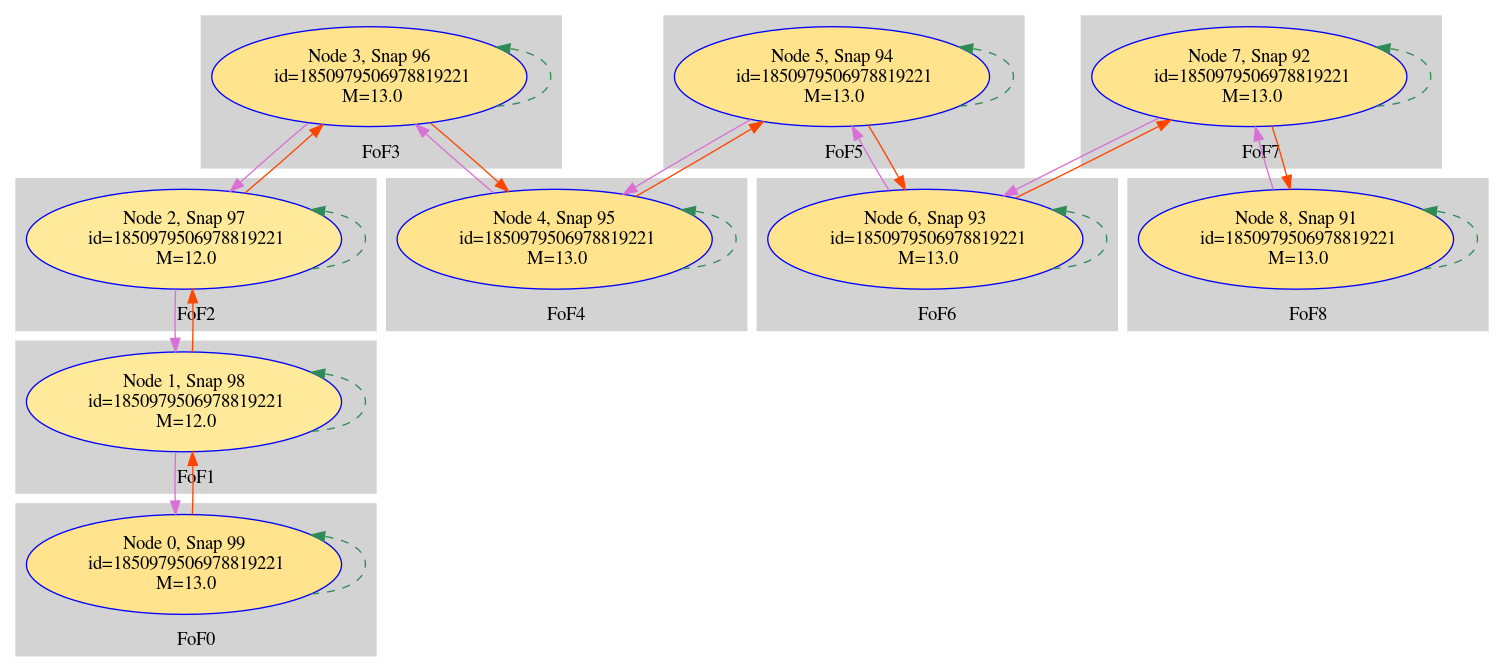 Node 3, Snap 96
id=1850979506978819221
M=13.0
FoF3
Node 5, Snap 94
id=1850979506978819221
M=13.0
FoF5
Node 7, Snap 92
id=1850979506978819221
M=13.0
FoF7
Node 2, Snap 97
id=1850979506978819221
M=12.0
FoF2
Node 4, Snap 95
id=1850979506978819221
M=13.0
FoF4
Node 6, Snap 93
id=1850979506978819221
M=13.0
FoF6
Node 8, Snap 91
id=1850979506978819221
M=13.0
FoF8
Node 1, Snap 98
id=1850979506978819221
M=12.0
FoF1
Node 0, Snap 99
id=1850979506978819221
M=13.0
FoF0